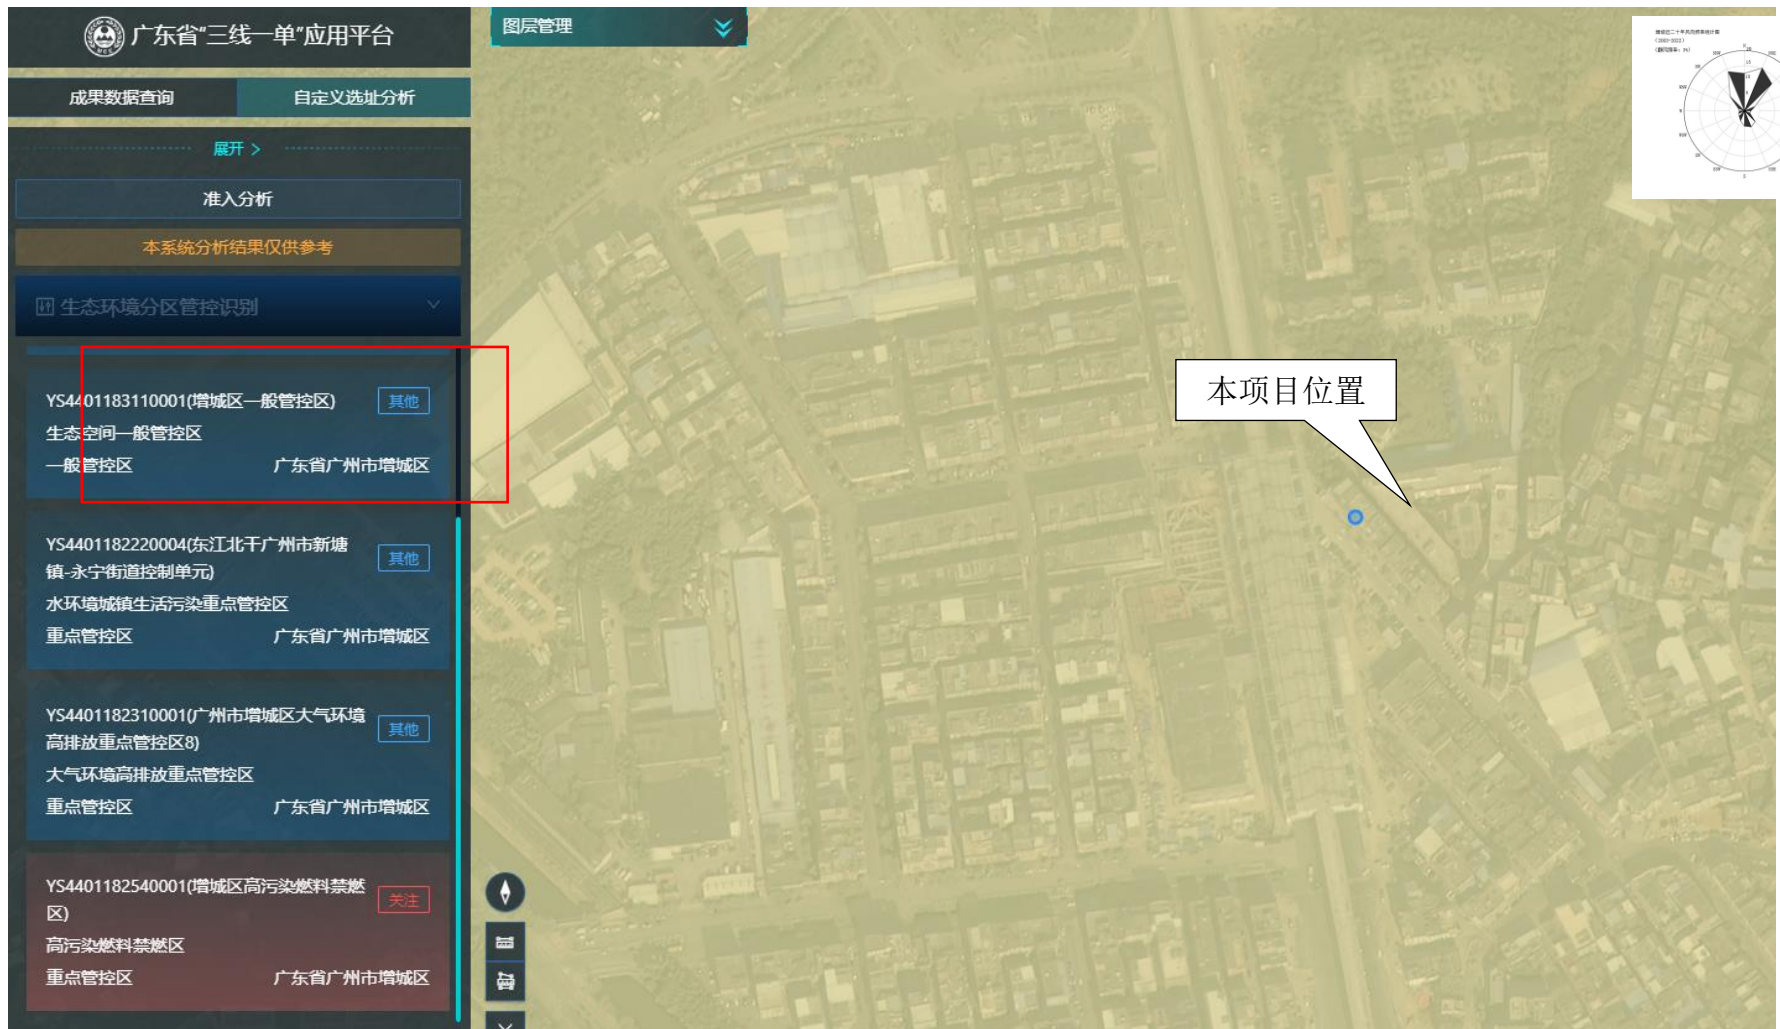 广东省“三线一单”应用平台
成果数据查询
自定义选址分析
展开 >
准入分析
本系统分析结果仅供参考
生态环境分区管控识别
YS4401183110001(增城区一般管控区)
其他
生态空间一般管控区
一般管控区
广东省广州市增城区
YS4401182220004(东江北干广州市新塘
镇-永宁街道控制单元)
其他
水环境城镇生活污染重点管控区
重点管控区
广东省广州市增城区
YS4401182310001(广州市增城区大气环境
高排放重点管控区8)
其他
大气环境高排放重点管控区
重点管控区
广东省广州市增城区
YS4401182540001(增城区高污染燃料禁燃
区)
关注
高污染燃料禁燃区
重点管控区
广东省广州市增城区
图层管理
本项目位置